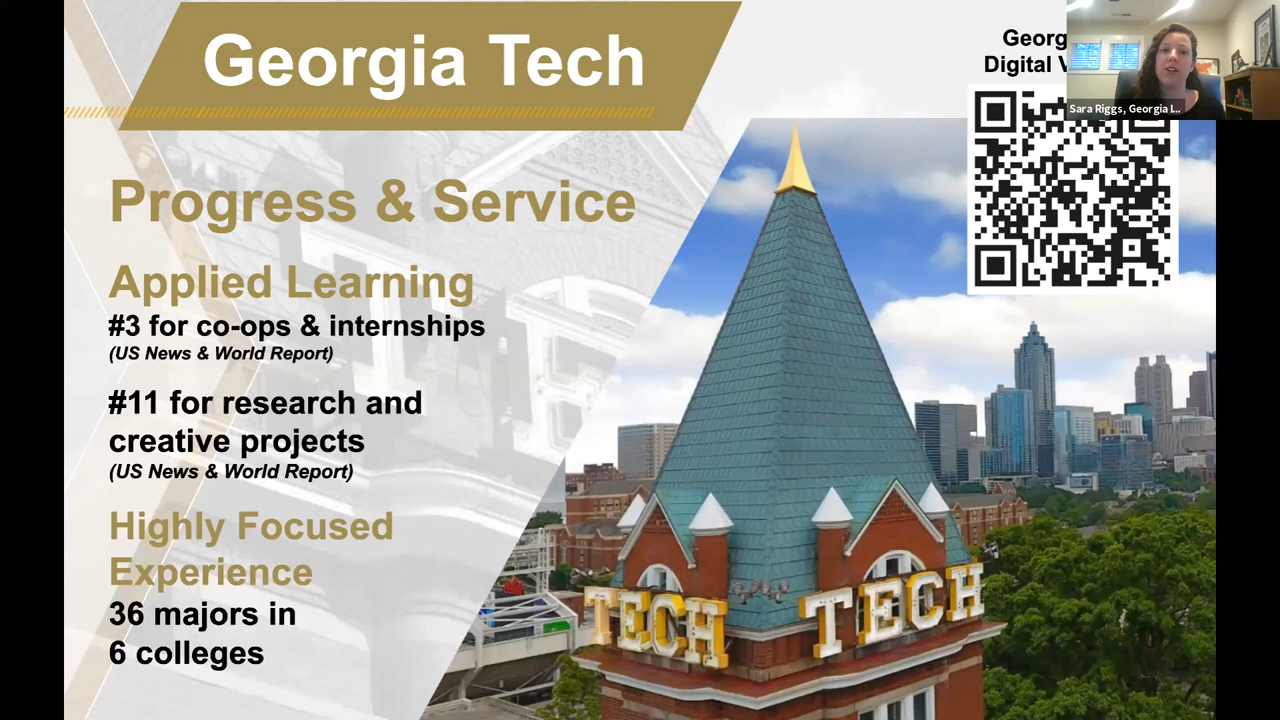 Georgia Tech
Georg
Digital V
Sara Riggs, Georgia I...
Progress & Service
Applied Learning
#3 for co-ops & internships
(US News & World Report)
#11 for research and
creative projects
(US News & World Report)
Highly Focused
Experience
36 majors in
6 colleges
TECH
TECH